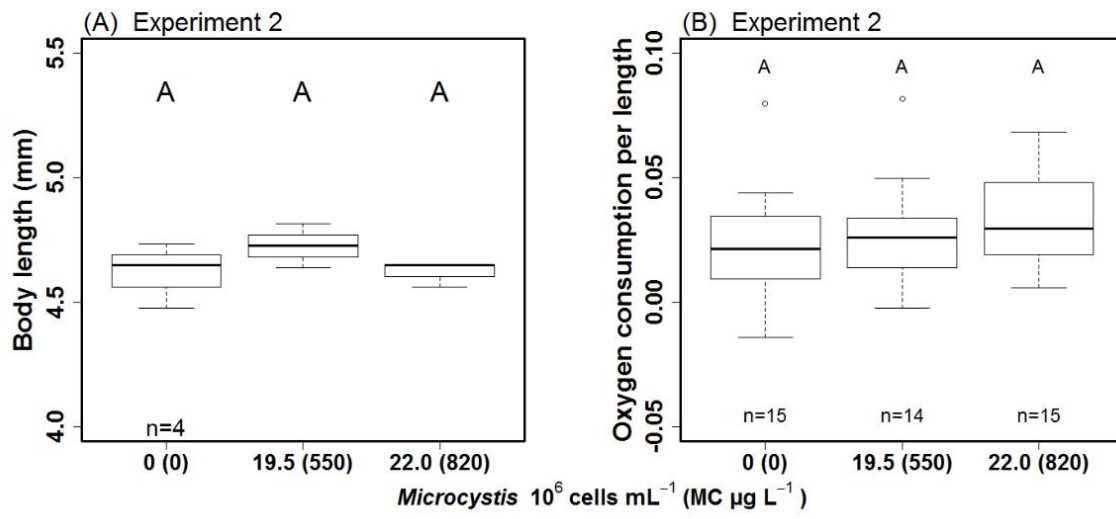 (A) Experiment 2
Body length (mm)
5.5
5.0
4.5
4.0
A A A
n=4
0 (0) 19.5 (550) 22.0 (820)
(B) Experiment 2
Oxygen consumption per length
0.10
0.05
0.00
-0.05
A A A
n=15 n=14 n=15
0 (0) 19.5 (550) 22.0 (820)
Microcystis 10⁶ cells mL⁻¹ (MC µg L⁻¹ )